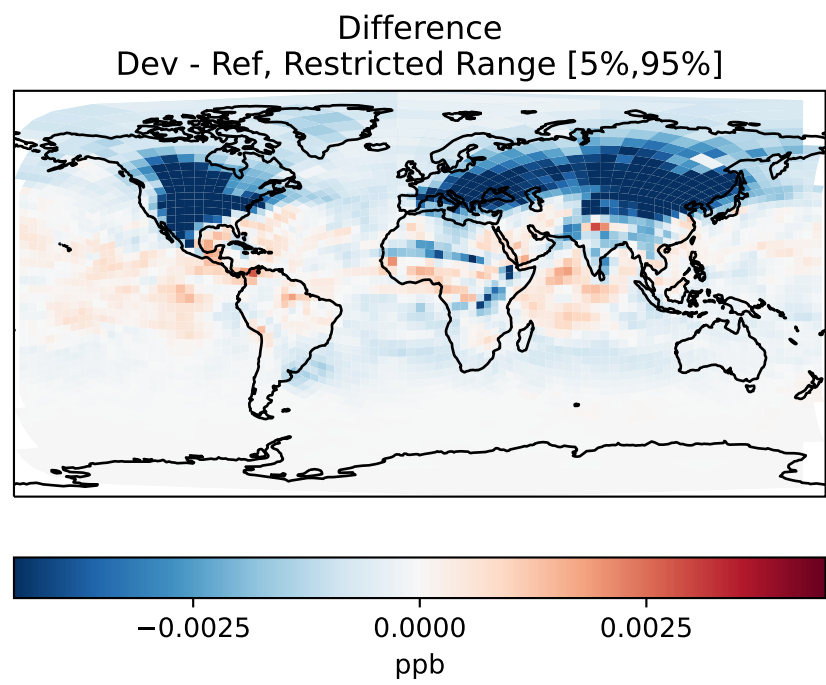 Difference
Dev - Ref, Restricted Range [5%,95%]
−0.0025 0.0000 0.0025
ppb